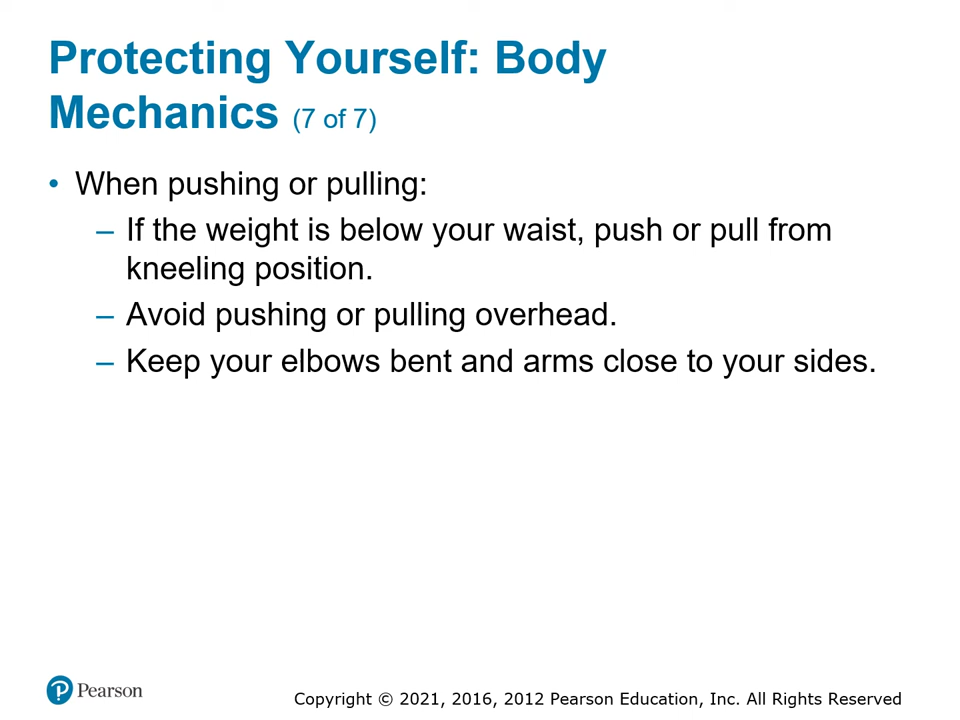 Protecting Yourself: Body
Mechanics (7 of 7)
• When pushing or pulling:
– If the weight is below your waist, push or pull from
kneeling position.
– Avoid pushing or pulling overhead.
– Keep your elbows bent and arms close to your sides.
P Pearson
Copyright © 2021, 2016, 2012 Pearson Education, Inc. All Rights Reserved